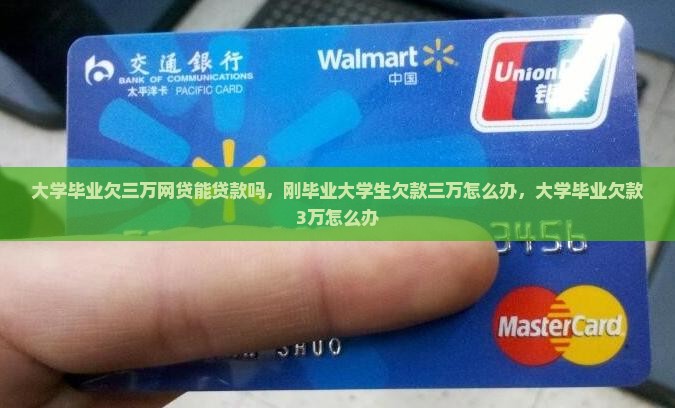 交通銀行
BANK OF COMMUNICATIONS
太平洋卡 PACIFIC CARD
Walmart
中国
Union
银
大学毕业欠三万网贷能贷款吗，刚毕业大学生欠款三万怎么办，大学毕业欠款
3万怎么办
3456
SHUO
MasterCard